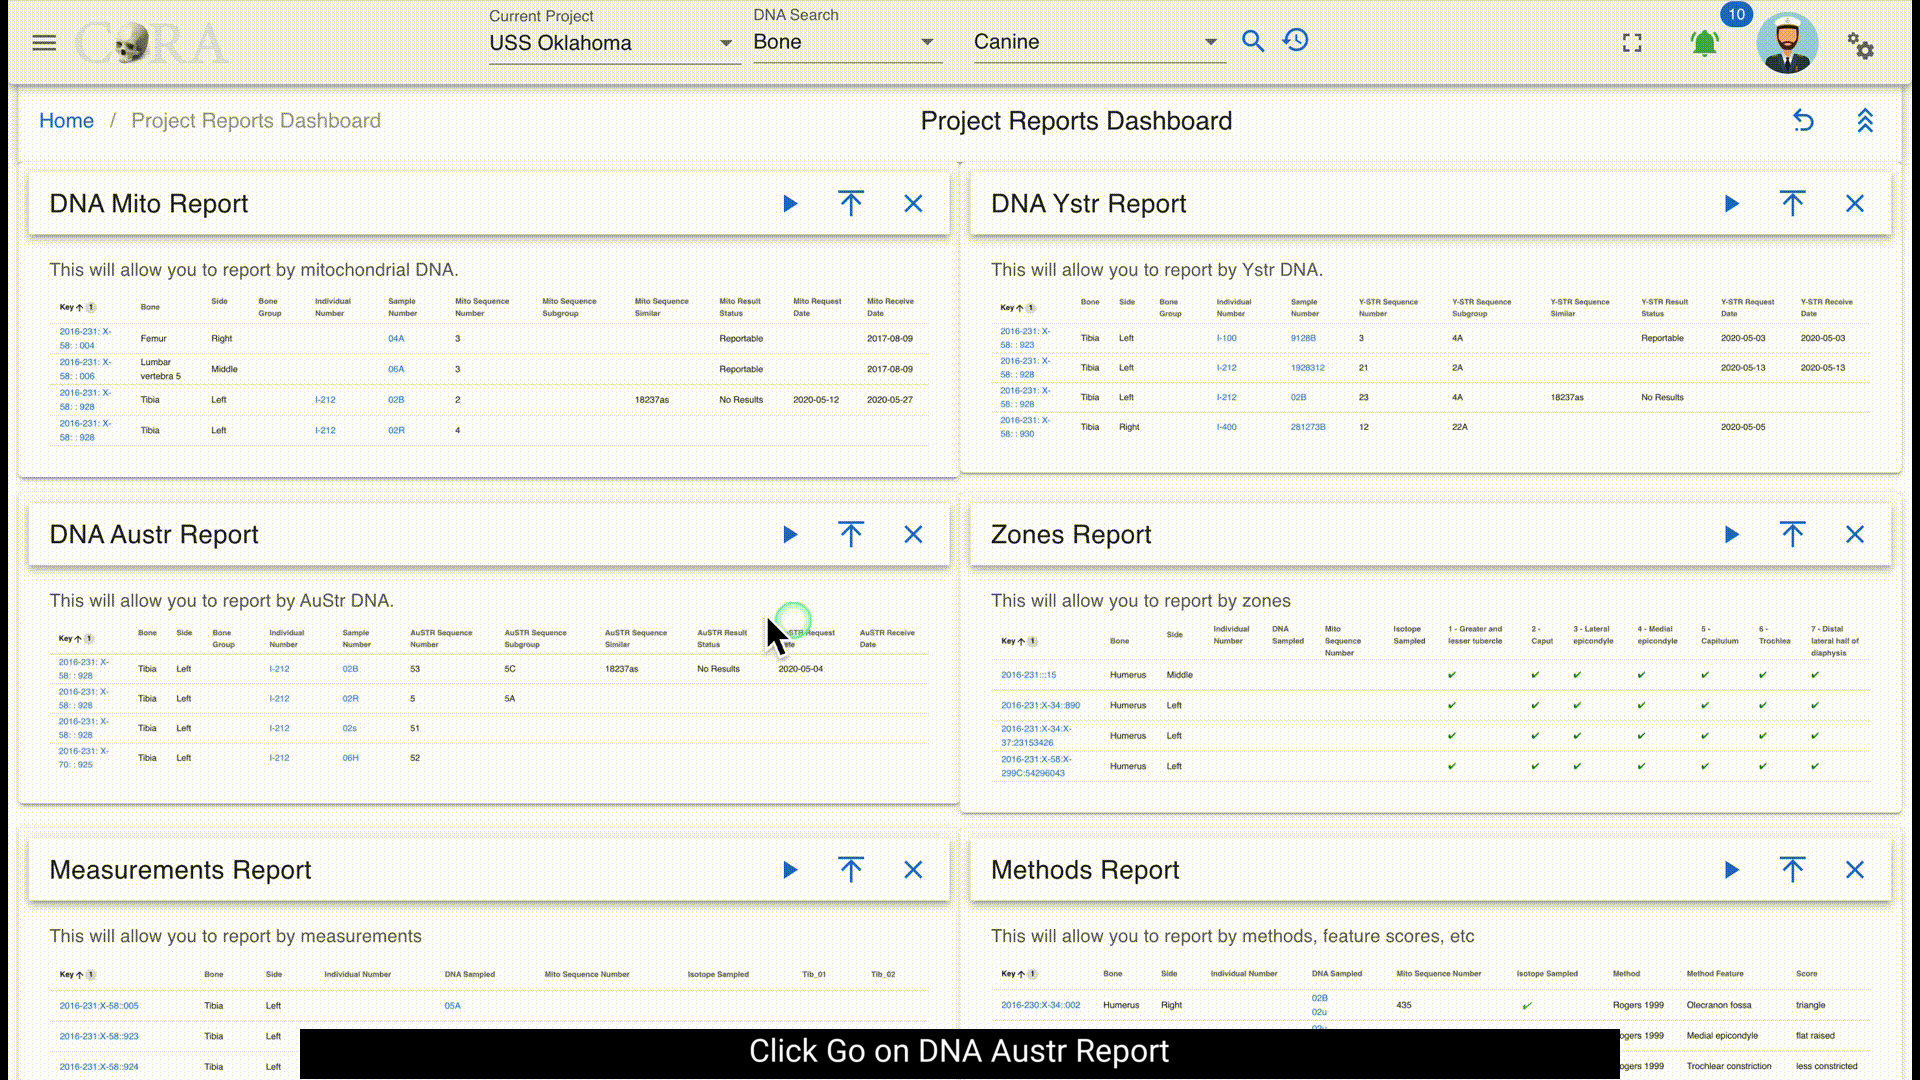 CORA
Current Project
USS Oklahoma
DNA Search
Bone
Canine
10
Home / Project Reports Dashboard
Project Reports Dashboard
DNA Mito Report
This will allow you to report by mitochondrial DNA.
Key 1 Bone Side Bone Group Individual Number Sample Number Mito Sequence Number Mito Sequence Subgroup Mito Sequence Similar Mito Result Status Mito Request Date Mito Receive Date
2016-231: X-58: : 004 Femur Right 04A 3 Reportable 2017-08-09
2016-231: X-58: : 006 Lumbar vertebra 5 Middle 06A 3 Reportable 2017-08-09
2016-231: X-58: : 928 Tibia Left I-212 02B 2 18237as No Results 2020-05-12 2020-05-27
2016-231: X-58: : 928 Tibia Left I-212 02R 4
DNA Ystr Report
This will allow you to report by Ystr DNA.
Key 1 Bone Side Bone Group Individual Number Sample Number Y-STR Sequence Number Y-STR Sequence Subgroup Y-STR Sequence Similar Y-STR Result Status Y-STR Request Date Y-STR Receive Date
2016-231: X-58: : 923 Tibia Left I-100 9128B 3 4A Reportable 2020-05-03 2020-05-03
2016-231: X-58: : 928 Tibia Left I-212 1928312 21 2A 2020-05-13 2020-05-13
2016-231: X-58: : 928 Tibia Left I-212 02B 23 4A 18237as No Results
2016-231: X-58: : 930 Tibia Right I-400 281273B 12 22A 2020-05-05
DNA Austr Report
This will allow you to report by AuStr DNA.
Key 1 Bone Side Bone Group Individual Number Sample Number AuSTR Sequence Number AuSTR Sequence Subgroup AuSTR Sequence Similar AuSTR Result Status Request AuSTR Receive Date
2016-231: X-58: : 928 Tibia Left I-212 02B 53 5C 18237as No Results 2020-05-04
2016-231: X-58: : 928 Tibia Left I-212 02R 5 5A
2016-231: X-58: : 928 Tibia Left I-212 02s 51
2016-231: X-70: : 925 Tibia Left I-212 06H 52
Zones Report
This will allow you to report by zones
Key 1 Bone Side Individual Number DNA Sampled Mito Sequence Number Isotope Sampled 1 - Greater and lesser tubercle 2 - Caput 3 - Lateral epicondyle 4 - Medial epicondyle 5 - Capitulum 6 - Trochlea 7 - Distal lateral half of diaphysis
2016-231:::15 Humerus Middle ✔ ✔ ✔ ✔ ✔ ✔ ✔
2016-231:X-34::890 Humerus Left ✔ ✔ ✔ ✔ ✔ ✔ ✔
2016-231:X-34:X-37:23153426 Humerus Left ✔ ✔ ✔ ✔ ✔ ✔ ✔
2016-231:X-58:X-299C:54296043 Humerus Left ✔ ✔ ✔ ✔ ✔ ✔ ✔
Measurements Report
This will allow you to report by measurements
Key 1 Bone Side Individual Number DNA Sampled Mito Sequence Number Isotope Sampled Tib_01 Tib_02
2016-231:X-58::005 Tibia Left 05A
2016-231:X-58::923 Tibia Left
2016-231:X-58::924 Tibia Left
Methods Report
This will allow you to report by methods, feature scores, etc
Key 1 Bone Side Individual Number DNA Sampled Mito Sequence Number Isotope Sampled Method Method Feature Score
2016-230:X-34::002 Humerus Right 02B 02u 435 ✔ Rogers 1999 Olecranon fossa triangle
ogers 1999 Medial epicondyle flat raised
ogers 1999 Trochlear constriction less constricted
Click Go on DNA Austr Report